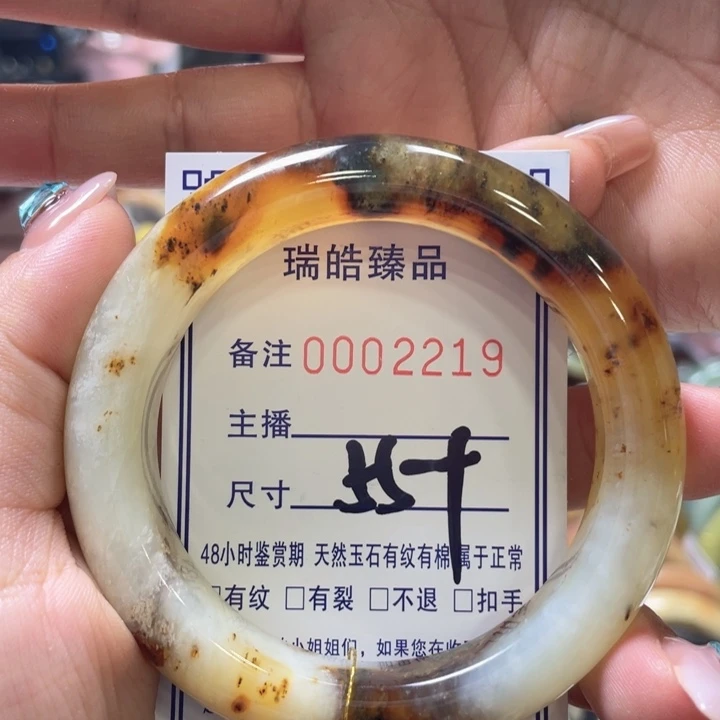 瑞皓臻品
备注 0002219
主播
尺寸 55+
48小时鉴赏期 天然玉石有纹有棉 属于正常
□有纹 □有裂 □不退 □扣手
小姐姐们，如果您在收